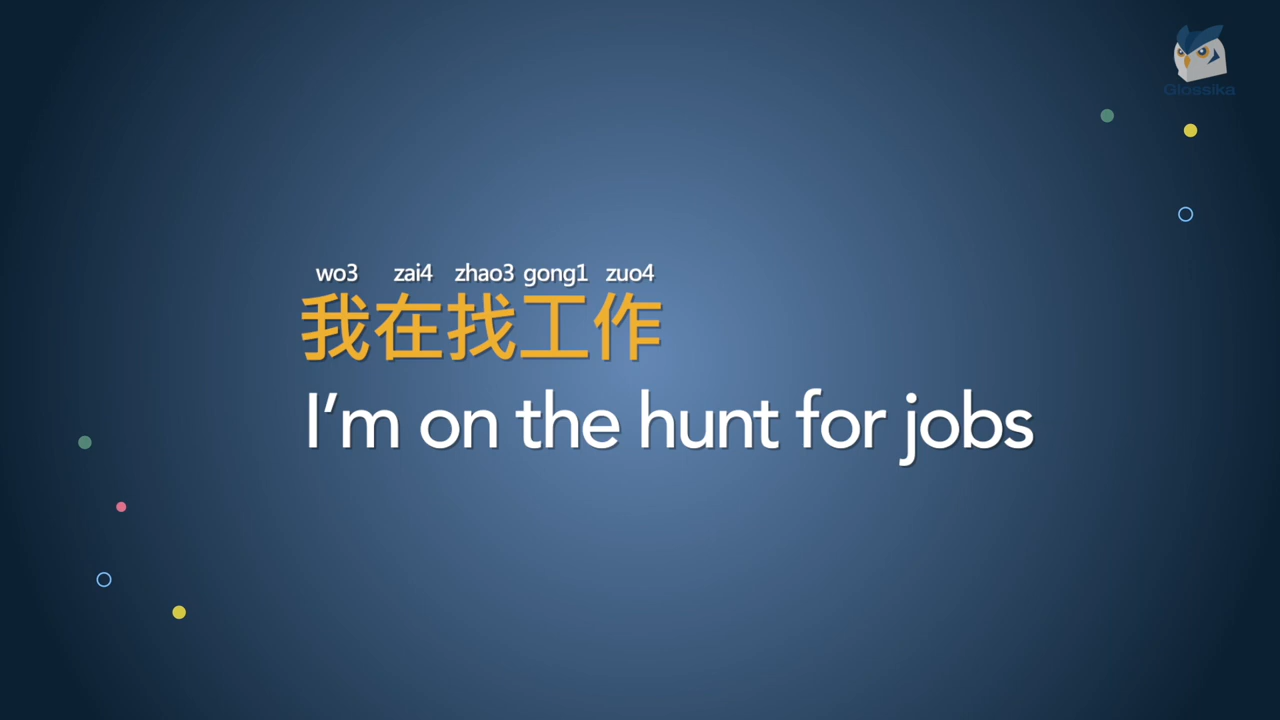 Glossika
wo3 zai4 zhao3 gong1 zuo4
我在找工作
I’m on the hunt for jobs